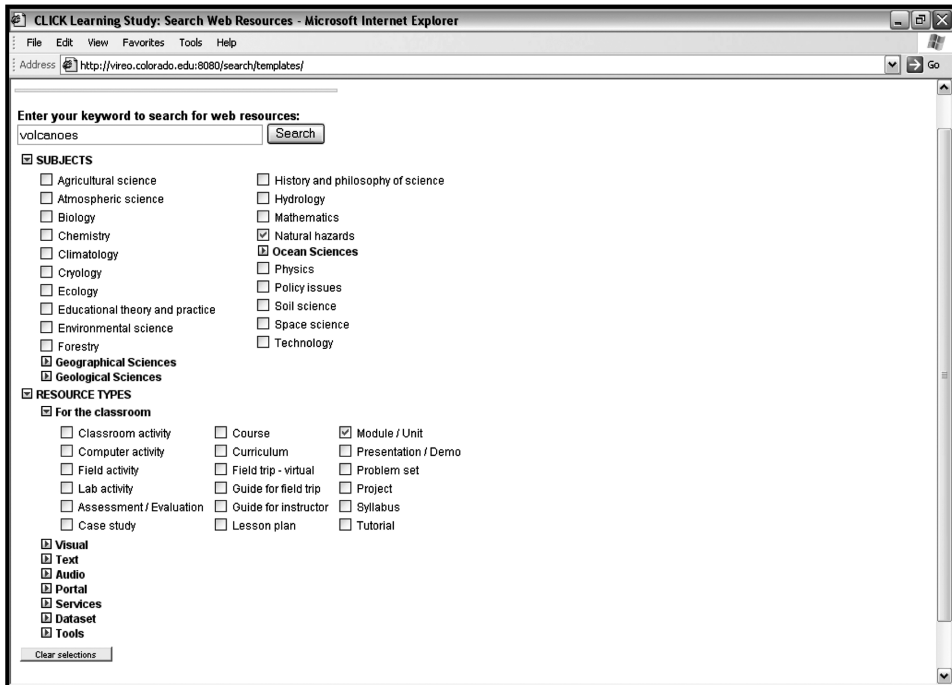 CLICK Learning Study: Search Web Resources - Microsoft Internet Explorer
File Edit View Favorites Tools Help
Address http://vireo.colorado.edu:8080/search/templates/ Go
Enter your keyword to search for web resources:
volcanoes Search
SUBJECTS
Agricultural science
Atmospheric science
Biology
Chemistry
Climatology
Cryology
Ecology
Educational theory and practice
Environmental science
Forestry
Geographical Sciences
Geological Sciences
History and philosophy of science
Hydrology
Mathematics
Natural hazards
Ocean Sciences
Physics
Policy issues
Soil science
Space science
Technology
RESOURCE TYPES
For the classroom
Classroom activity
Computer activity
Field activity
Lab activity
Assessment / Evaluation
Case study
Course
Curriculum
Field trip - virtual
Guide for field trip
Guide for instructor
Lesson plan
Module / Unit
Presentation / Demo
Problem set
Project
Syllabus
Tutorial
Visual
Text
Audio
Portal
Services
Dataset
Tools
Clear selections